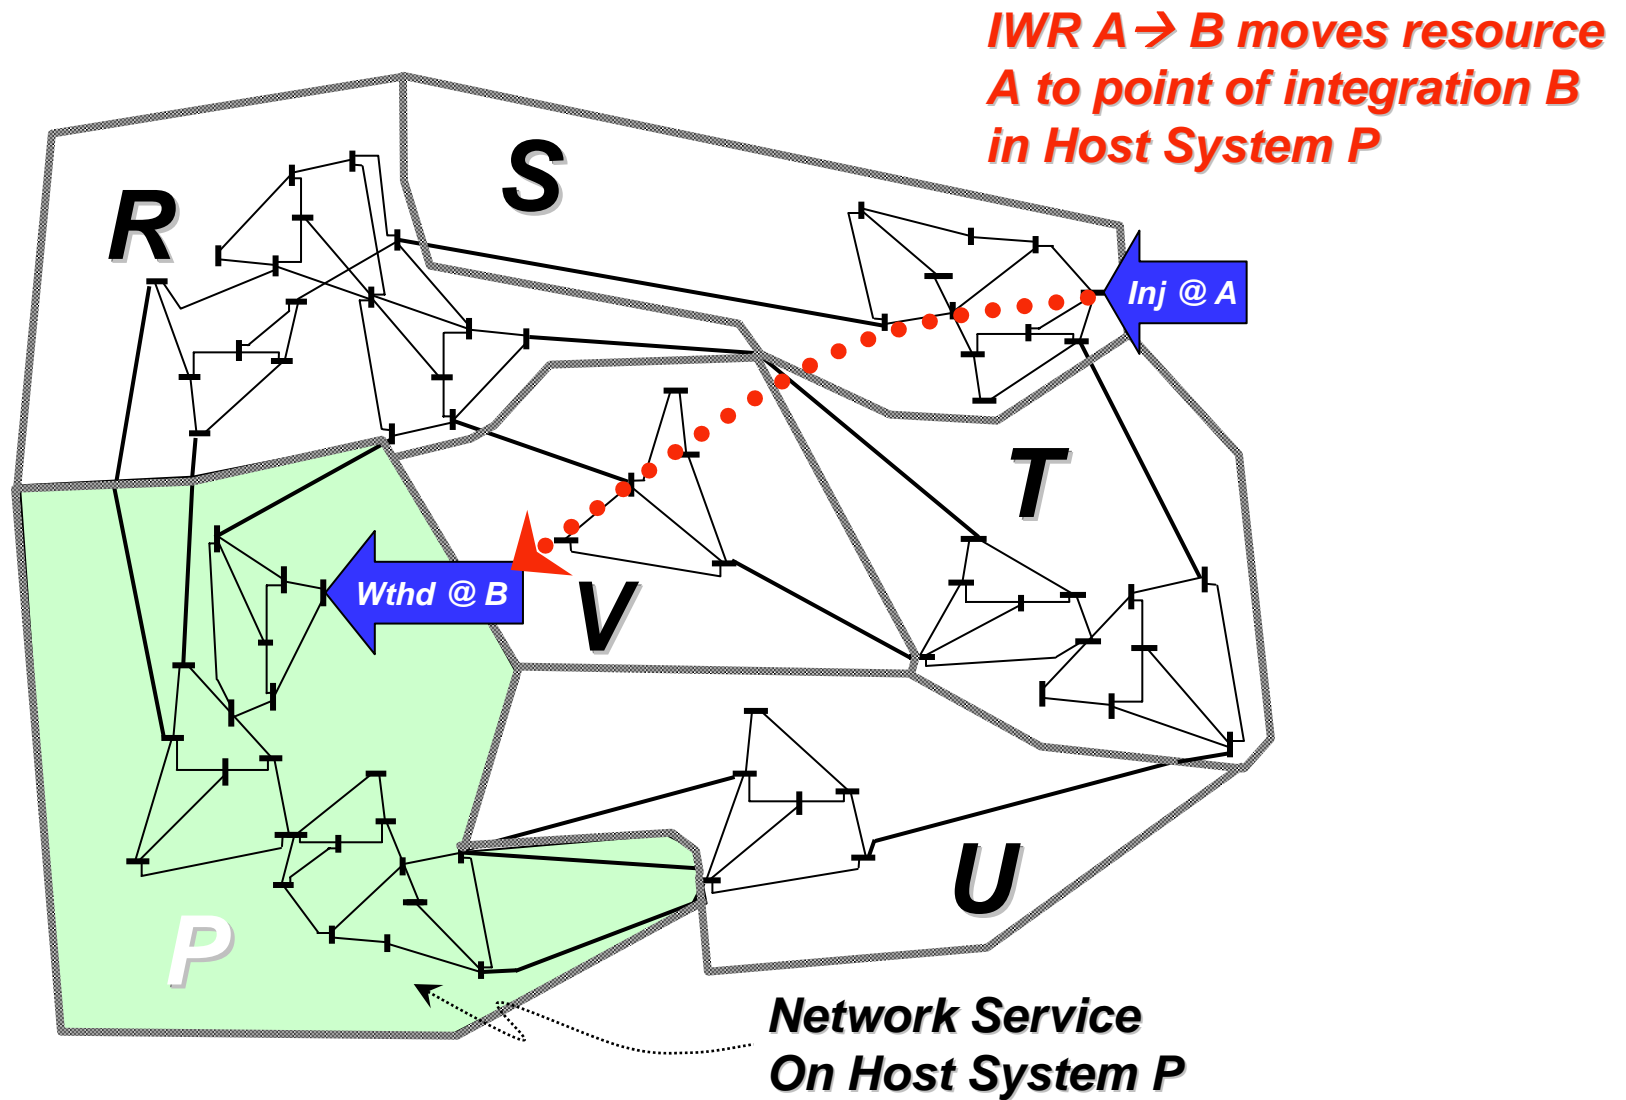 IWR A→ B moves resource
A to point of integration B
in Host System P
S
R
Inj @ A
T
Wthd @ B
V
U
P
Network Service
On Host System P